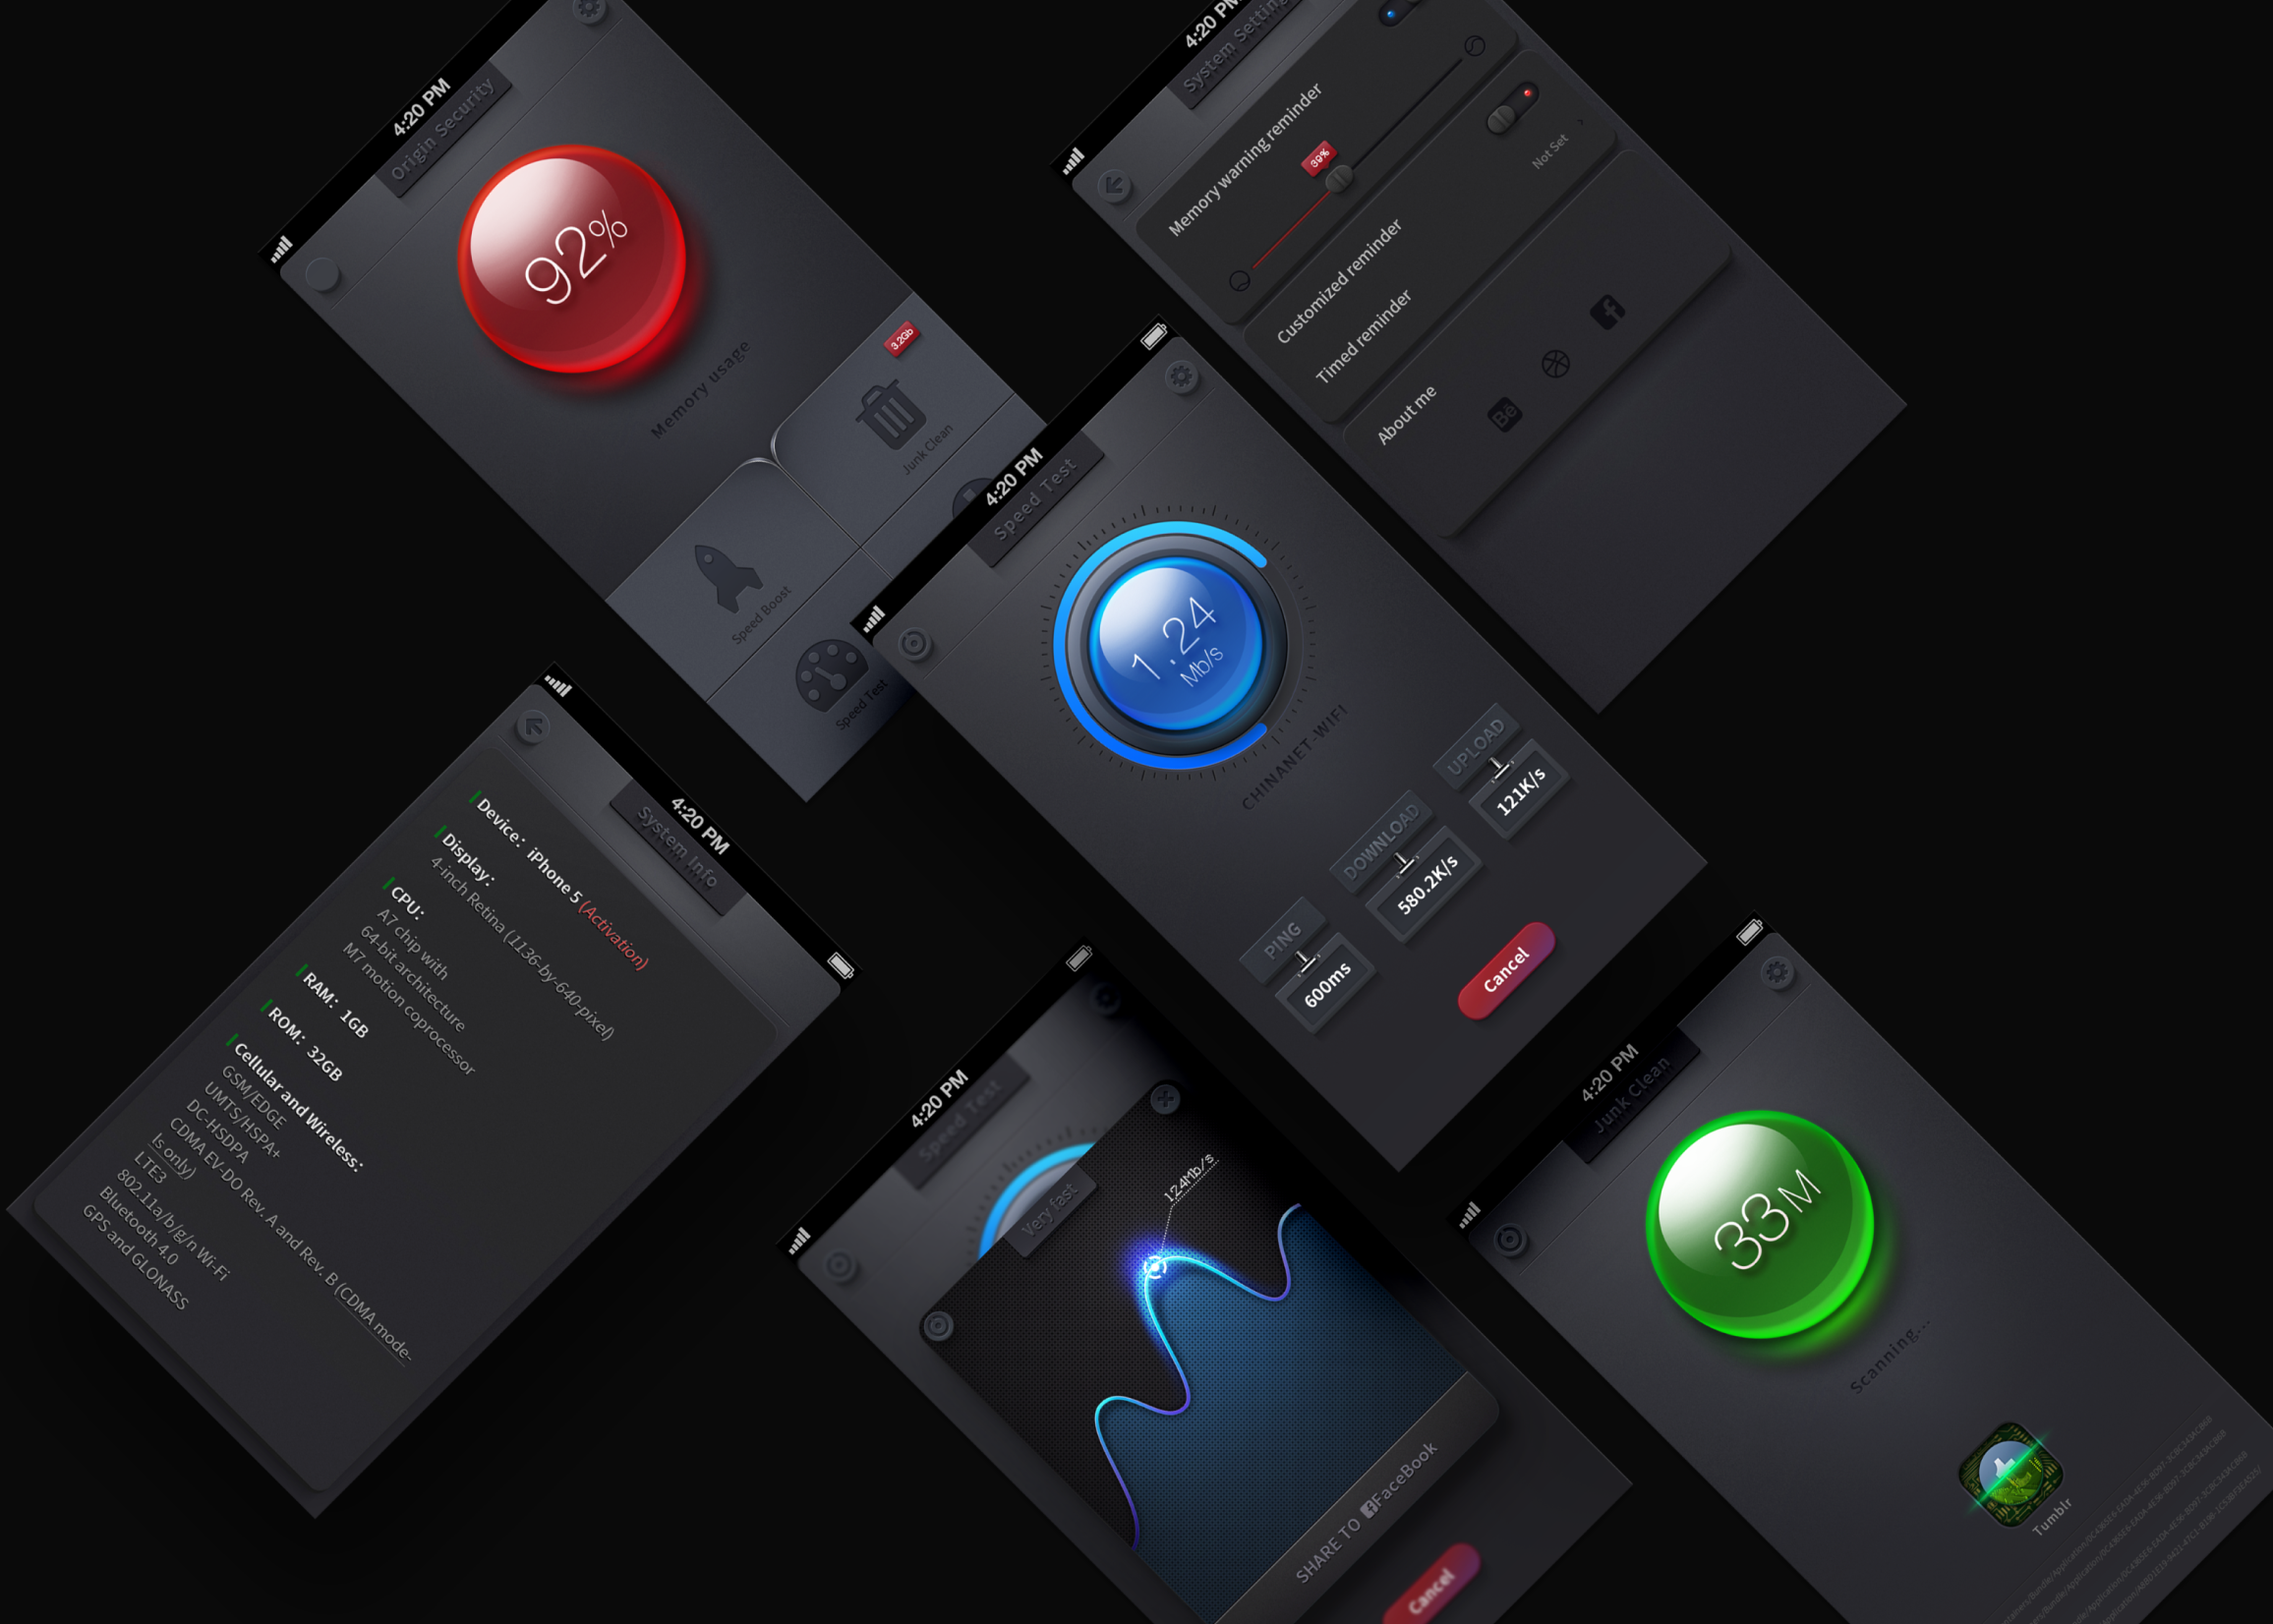 4:20 PM
Origin Security
92%
Memory usage
3.2Gb
Junk Clean
Speed Boost
Speed Test
4:20 PM
Memory warning reminder
Customized reminder
Timed reminder
Not Set
About me
Bē
4:20 PM
Speed Test
1.24
Mb/s
CHINANET-WIFI
PING
600ms
DOWNLOAD
580.2K/s
UPLOAD
121K/s
Cancel
4:20 PM
System Info
Device: iPhone 5 (Activation)
Display:
4-inch Retina (1136-by-640-pixel)
CPU:
A7 chip with
64-bit architecture
M7 motion coprocessor
RAM: 1GB
ROM: 32GB
Cellular and Wireless:
GSM/EDGE
UMTS/HSPA+
DC-HSDPA
CDMA EV-DO Rev. A and Rev. B (CDMA mode-
ls only)
LTE3
802.11a/b/g/n Wi-Fi
Bluetooth 4.0
GPS and GLONASS
4:20 PM
Speed Test
Very fast
124Mb/s
SHARE TO FaceBook
Cancel
4:20 PM
Junk Clean
33M
Scanning...
Tumblr